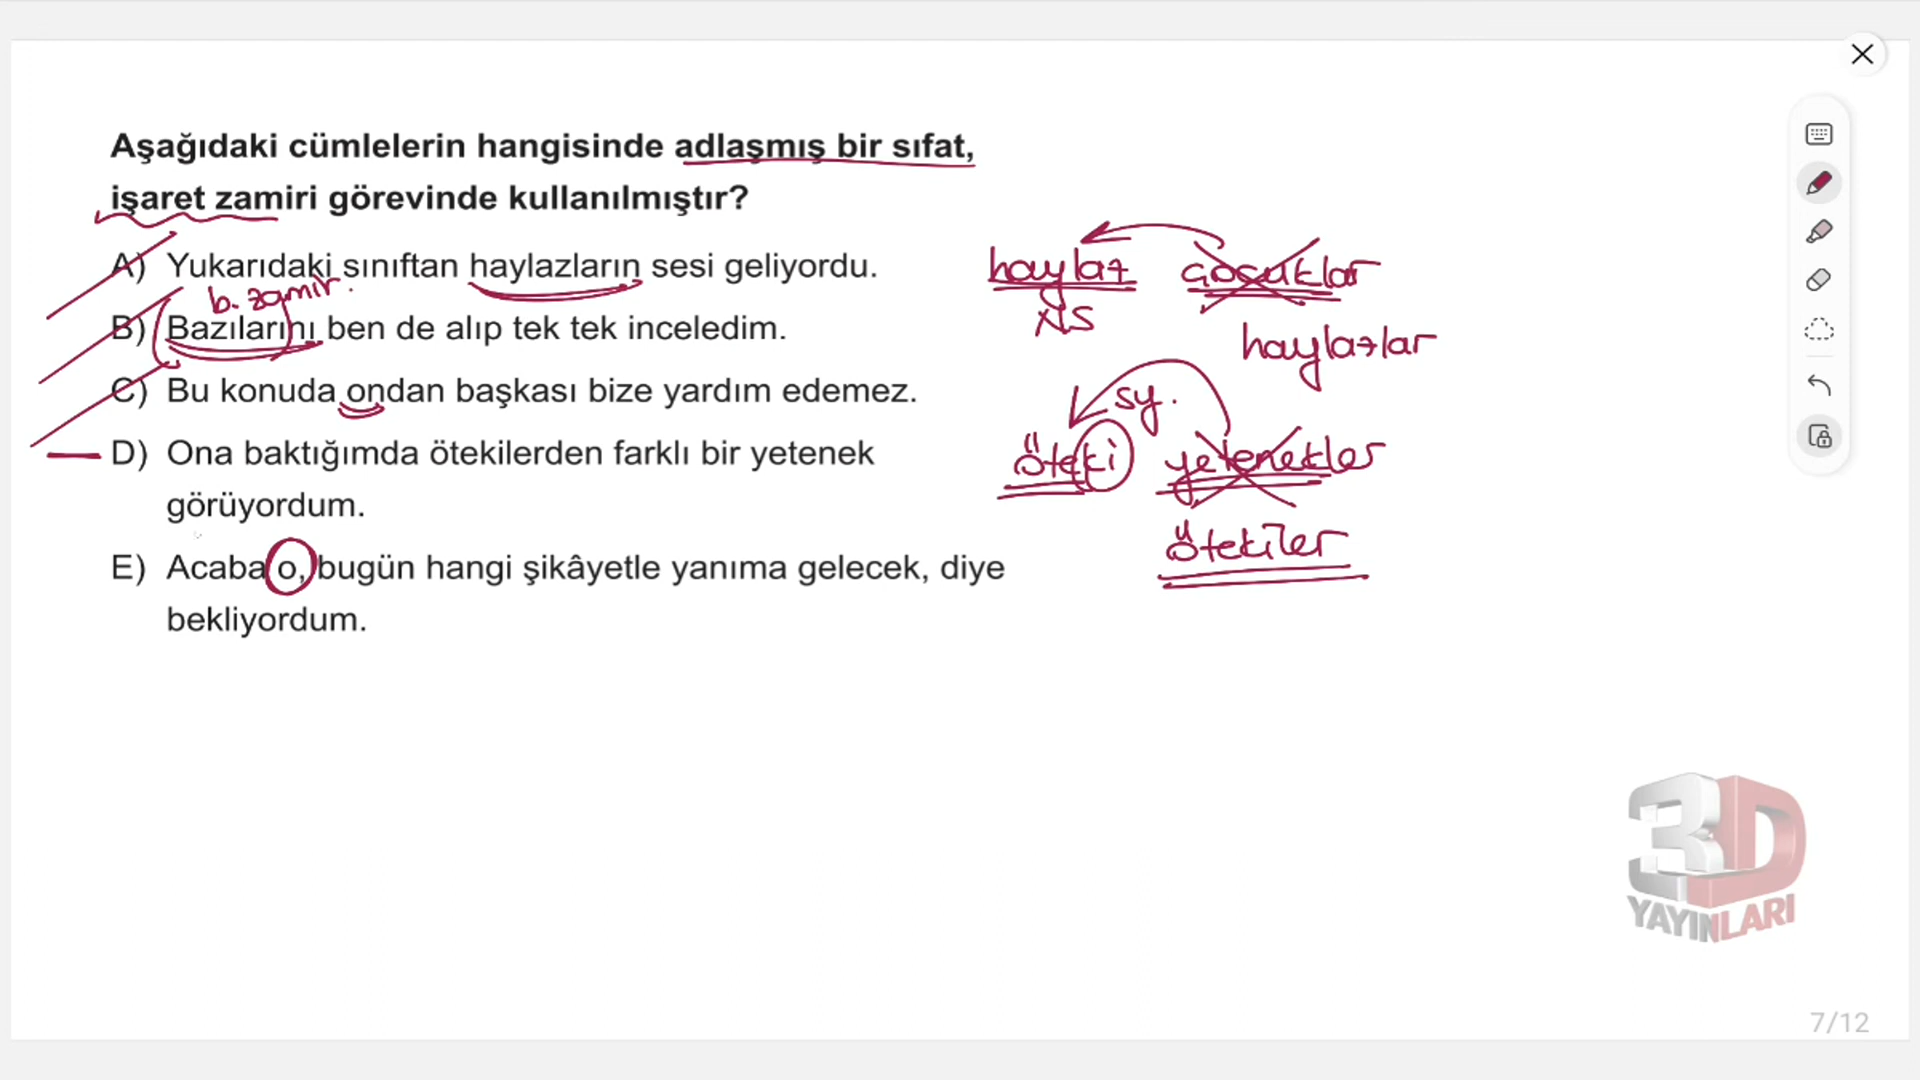 Aşağıdaki cümlelerin hangisinde adlaşmış bir sıfat,
işaret zamiri görevinde kullanılmıştır?
A) Yukarıdaki sınıftan haylazların sesi geliyordu.
b. zamir.
B) Bazılarını ben de alıp tek tek inceledim.
C) Bu konuda ondan başkası bize yardım edemez.
D) Ona baktığımda ötekilerden farklı bir yetenek
görüyordum.
E) Acaba o, bugün hangi şikâyetle yanıma gelecek, diye
bekliyordum.
haylaz çocuklar
NS
haylazlar
sy.
öteki yetenekler
ötekiler
3D
YAYINLARI
7/12